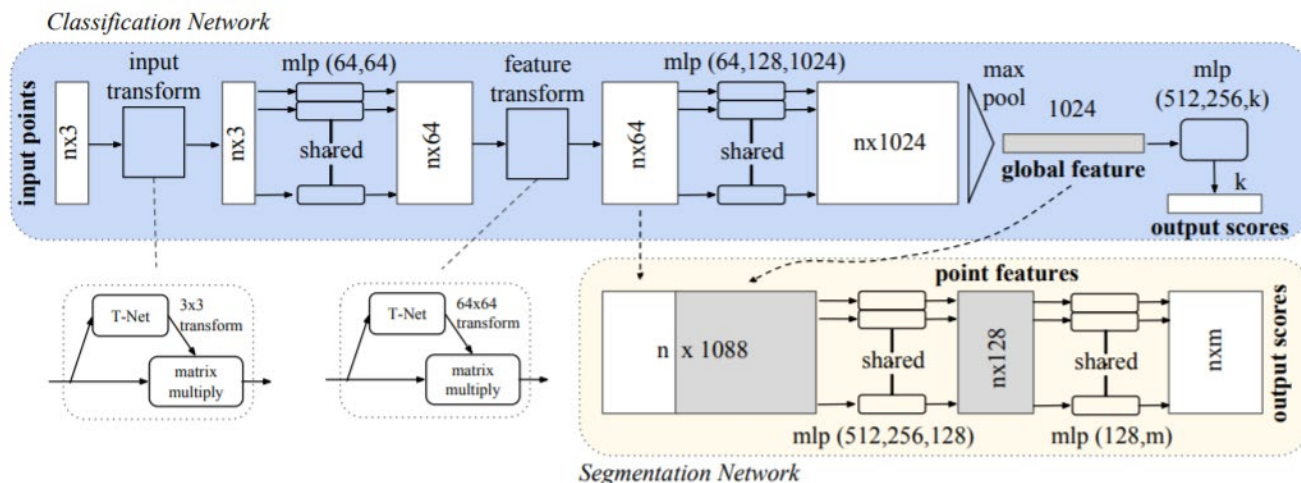 Classification Network
input points
nx3
input
transform
nx3
mlp (64,64)
shared
nx64
feature
transform
nx64
mlp (64,128,1024)
shared
nx1024
max
pool
1024
global feature
mlp
(512,256,k)
k
output scores
T-Net
3x3
transform
matrix
multiply
T-Net
64x64
transform
matrix
multiply
point features
n x 1088
shared
mlp (512,256,128)
nx128
shared
mlp (128,m)
nxm
output scores
Segmentation Network